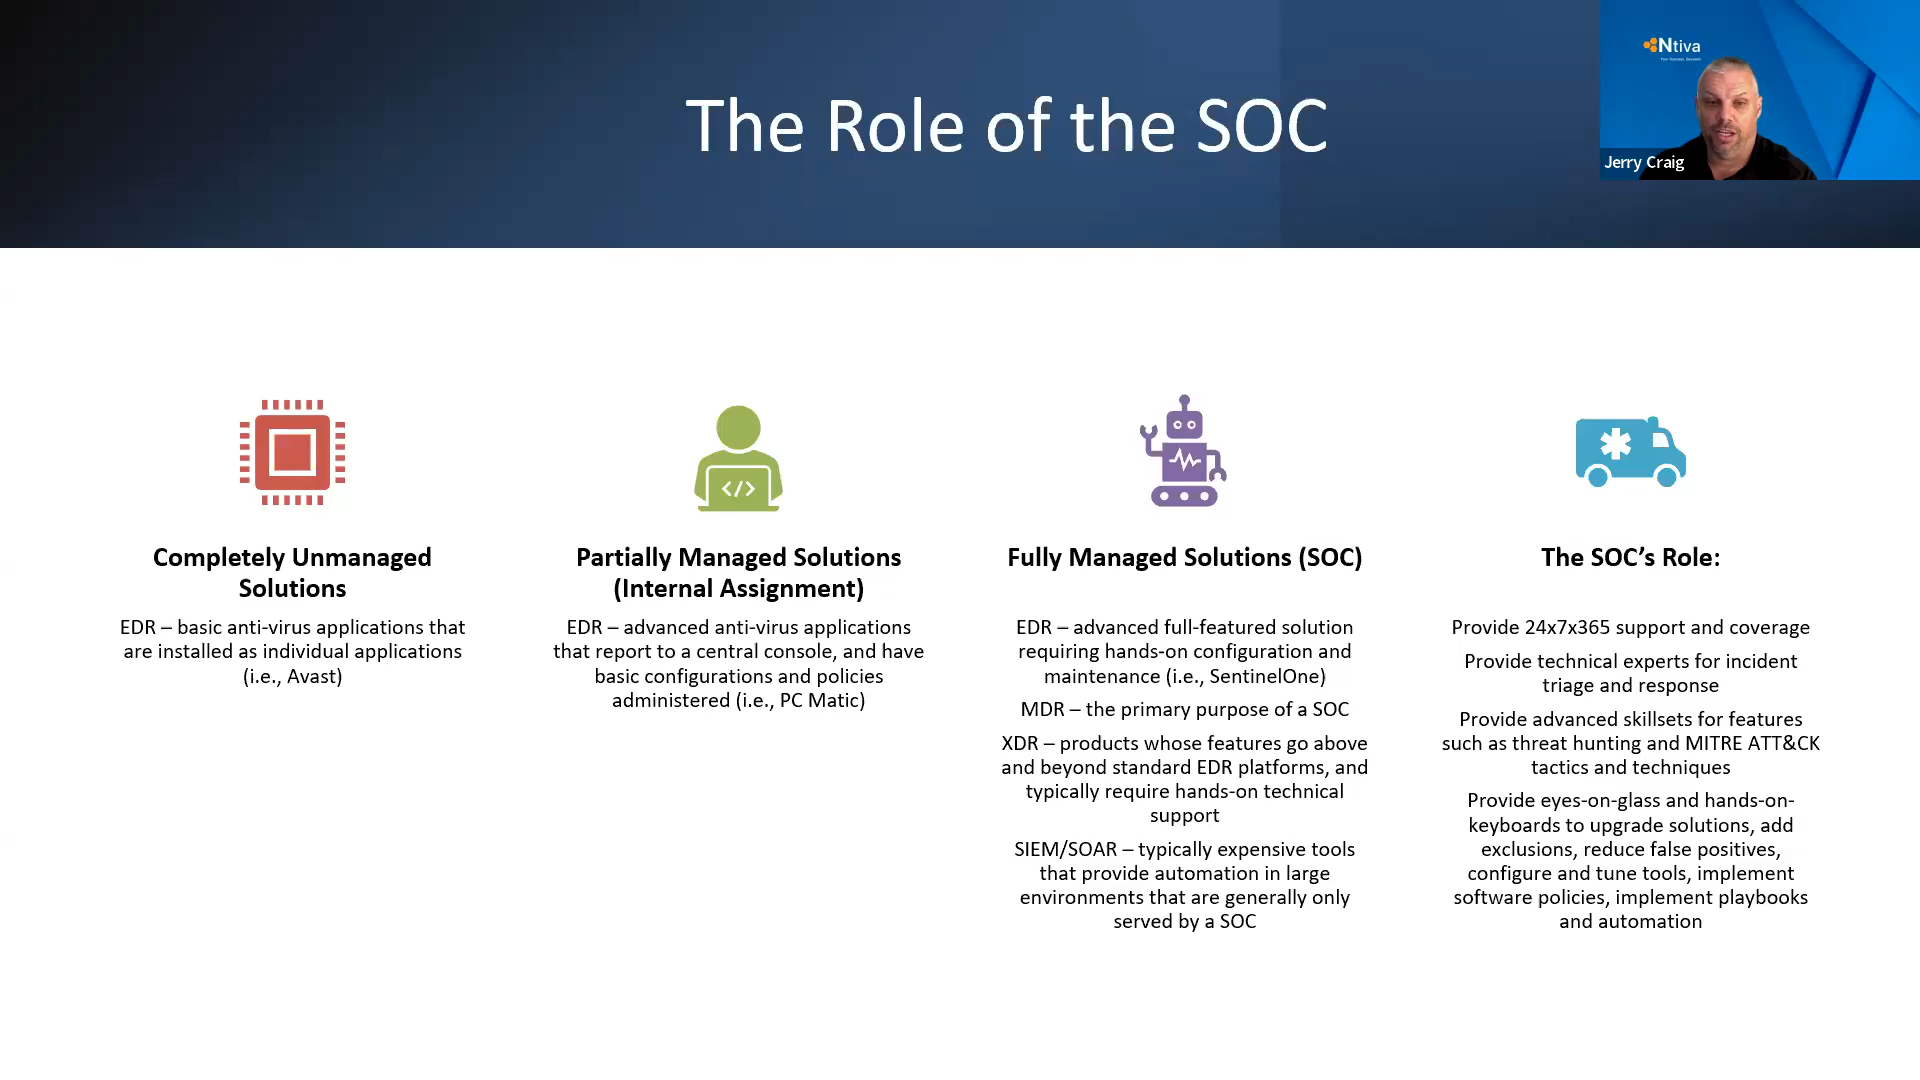 The Role of the SOC
Ntiva
Jerry Craig
</>
Completely Unmanaged
Solutions
EDR – basic anti-virus applications that
are installed as individual applications
(i.e., Avast)
Partially Managed Solutions
(Internal Assignment)
EDR – advanced anti-virus applications
that report to a central console, and have
basic configurations and policies
administered (i.e., PC Matic)
Fully Managed Solutions (SOC)
EDR – advanced full-featured solution
requiring hands-on configuration and
maintenance (i.e., SentinelOne)
MDR – the primary purpose of a SOC
XDR – products whose features go above
and beyond standard EDR platforms, and
typically require hands-on technical
support
SIEM/SOAR – typically expensive tools
that provide automation in large
environments that are generally only
served by a SOC
The SOC’s Role:
Provide 24x7x365 support and coverage
Provide technical experts for incident
triage and response
Provide advanced skillsets for features
such as threat hunting and MITRE ATT&CK
tactics and techniques
Provide eyes-on-glass and hands-on-
keyboards to upgrade solutions, add
exclusions, reduce false positives,
configure and tune tools, implement
software policies, implement playbooks
and automation